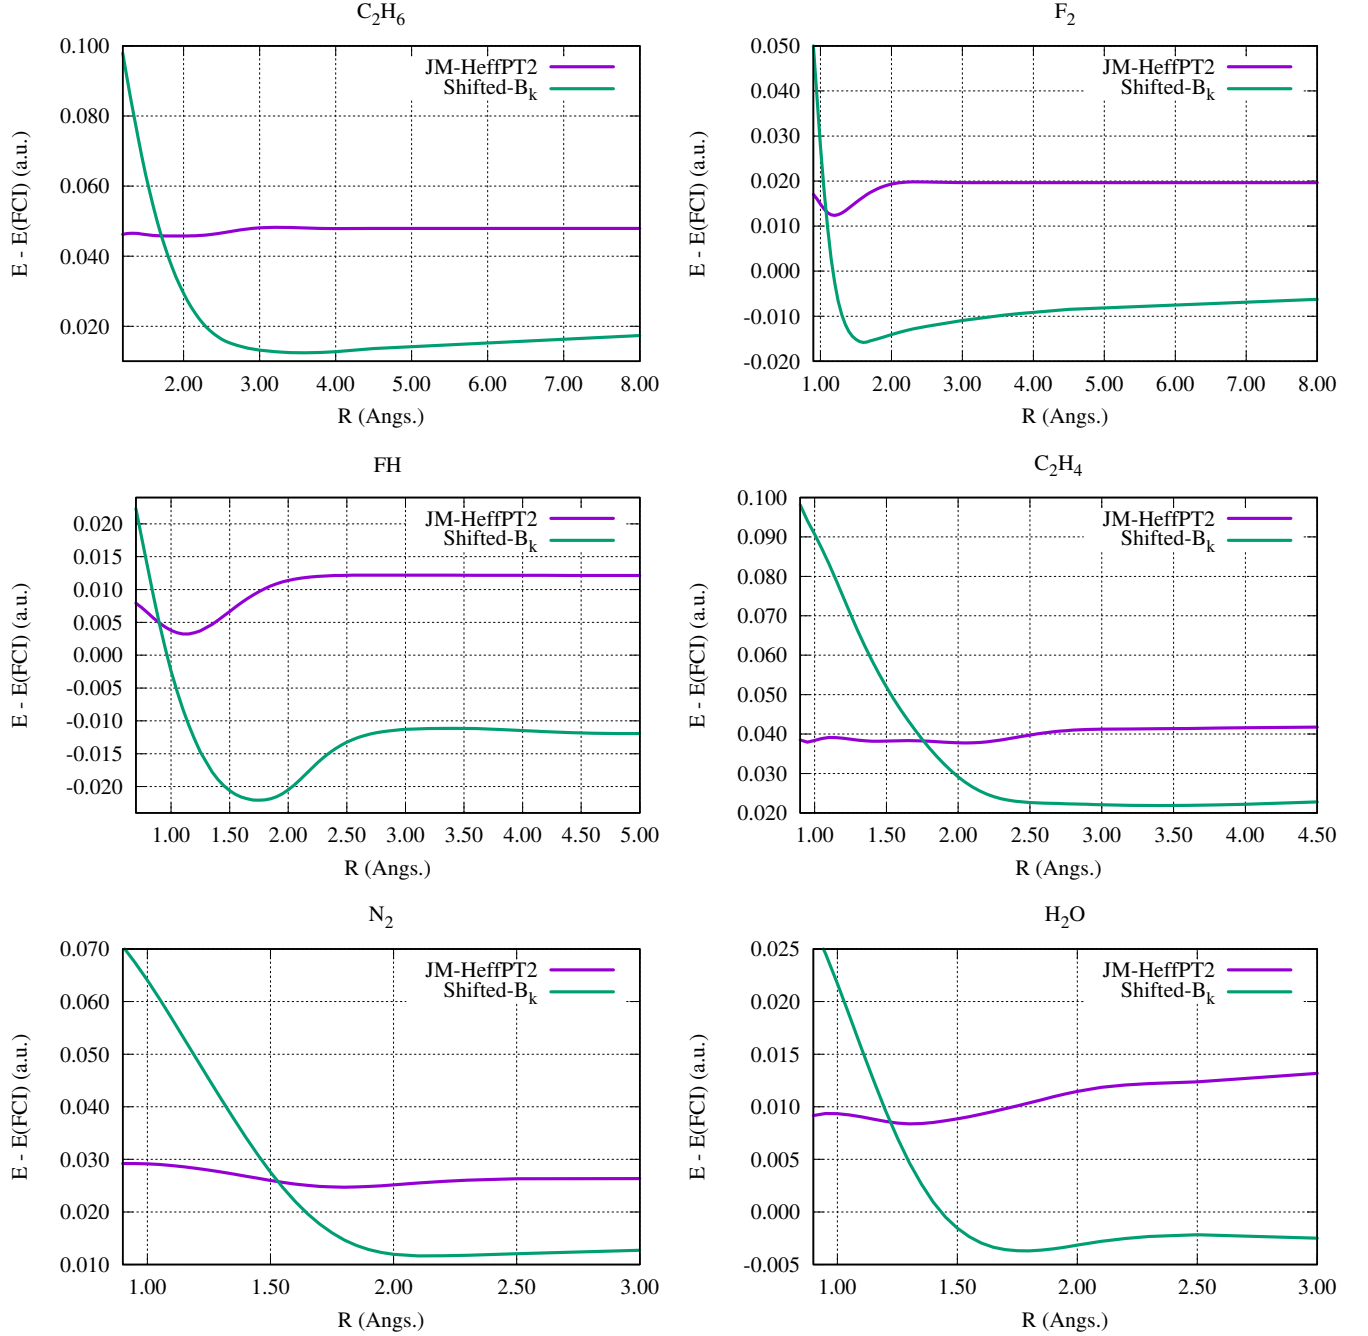 C2H6
E - E(FCI) (a.u.)
0.100
0.080
0.060
0.040
0.020
JM-HeffPT2
Shifted-Bk
2.00 3.00 4.00 5.00 6.00 7.00 8.00
R (Angs.)
F2
E - E(FCI) (a.u.)
0.050
0.040
0.030
0.020
0.010
0.000
-0.010
-0.020
JM-HeffPT2
Shifted-Bk
1.00 2.00 3.00 4.00 5.00 6.00 7.00 8.00
R (Angs.)
FH
E - E(FCI) (a.u.)
0.020
0.015
0.010
0.005
0.000
-0.005
-0.010
-0.015
-0.020
JM-HeffPT2
Shifted-Bk
1.00 1.50 2.00 2.50 3.00 3.50 4.00 4.50 5.00
R (Angs.)
C2H4
E - E(FCI) (a.u.)
0.100
0.090
0.080
0.070
0.060
0.050
0.040
0.030
0.020
JM-HeffPT2
Shifted-Bk
1.00 1.50 2.00 2.50 3.00 3.50 4.00 4.50
R (Angs.)
N2
E - E(FCI) (a.u.)
0.070
0.060
0.050
0.040
0.030
0.020
0.010
JM-HeffPT2
Shifted-Bk
1.00 1.50 2.00 2.50 3.00
R (Angs.)
H2O
E - E(FCI) (a.u.)
0.025
0.020
0.015
0.010
0.005
0.000
-0.005
JM-HeffPT2
Shifted-Bk
1.00 1.50 2.00 2.50 3.00
R (Angs.)